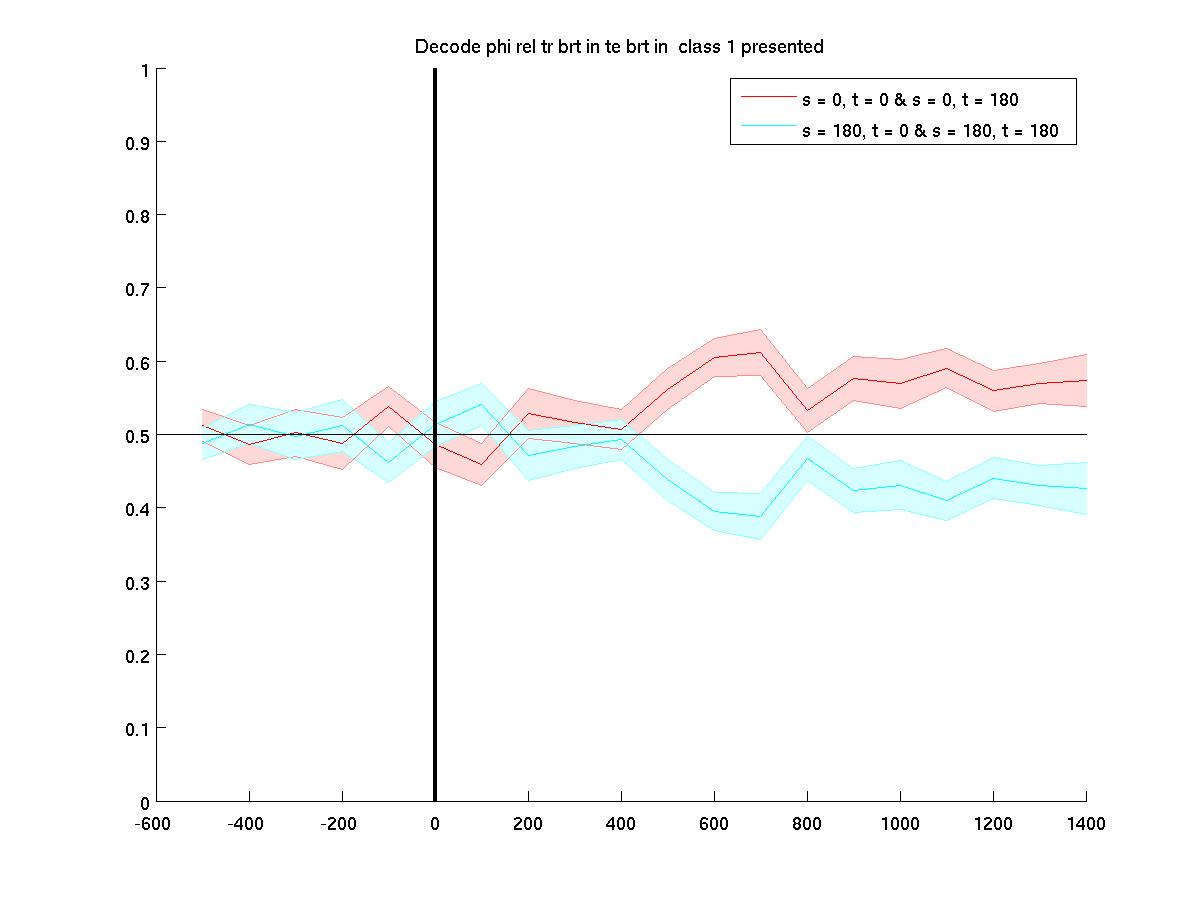 Decode phi rel tr brt in te brt in  class 1 presented
s = 0, t = 0 & s = 0, t = 180
s = 180, t = 0 & s = 180, t = 180
1
0.9
0.8
0.7
0.6
0.5
0.4
0.3
0.2
0.1
0
-600 -400 -200 0 200 400 600 800 1000 1200 1400